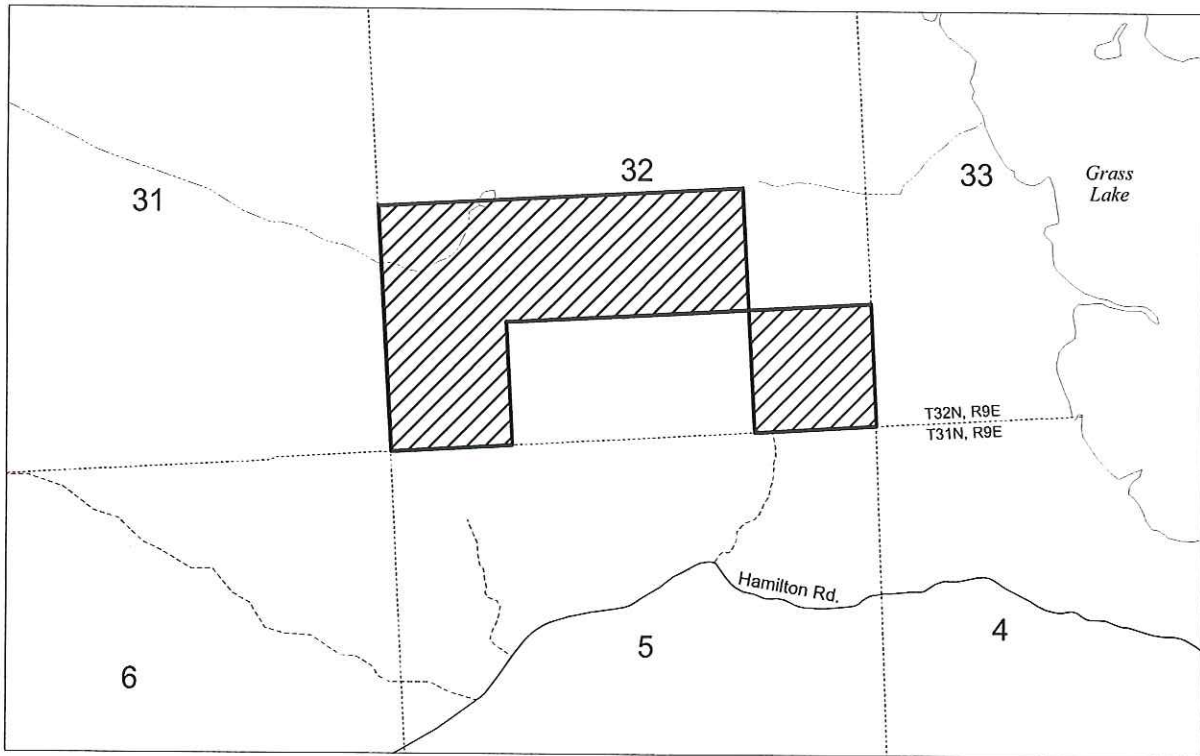 32
31
33
Grass
Lake
T32N, R9E
T31N, R9E
Hamilton Rd.
5
4
6